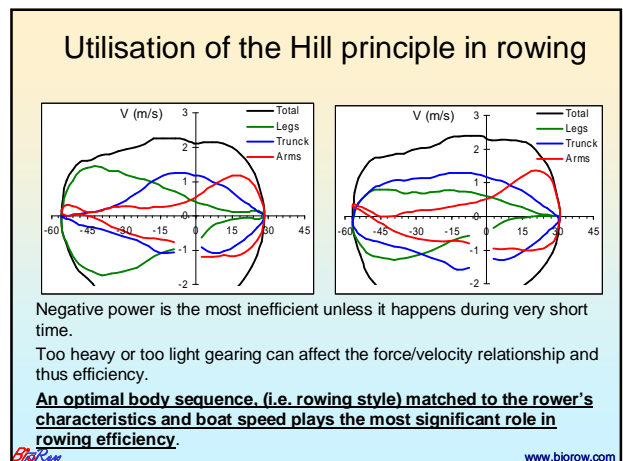 Utilisation of the Hill principle in rowing
V (m/s)
3
2
1
0
-60 -45 -30 -15 0 15 30 45
-1
-2
Total
Legs
Trunck
Arms
V (m/s)
3
2
1
0
-60 -45 -30 -15 0 15 30 45
-1
-2
Total
Legs
Trunck
Arms
Negative power is the most inefficient unless it happens during very short
time.
Too heavy or too light gearing can affect the force/velocity relationship and
thus efficiency.
An optimal body sequence, (i.e. rowing style) matched to the rower's
characteristics and boat speed plays the most significant role in
rowing efficiency.
BioRow
www.biorow.com